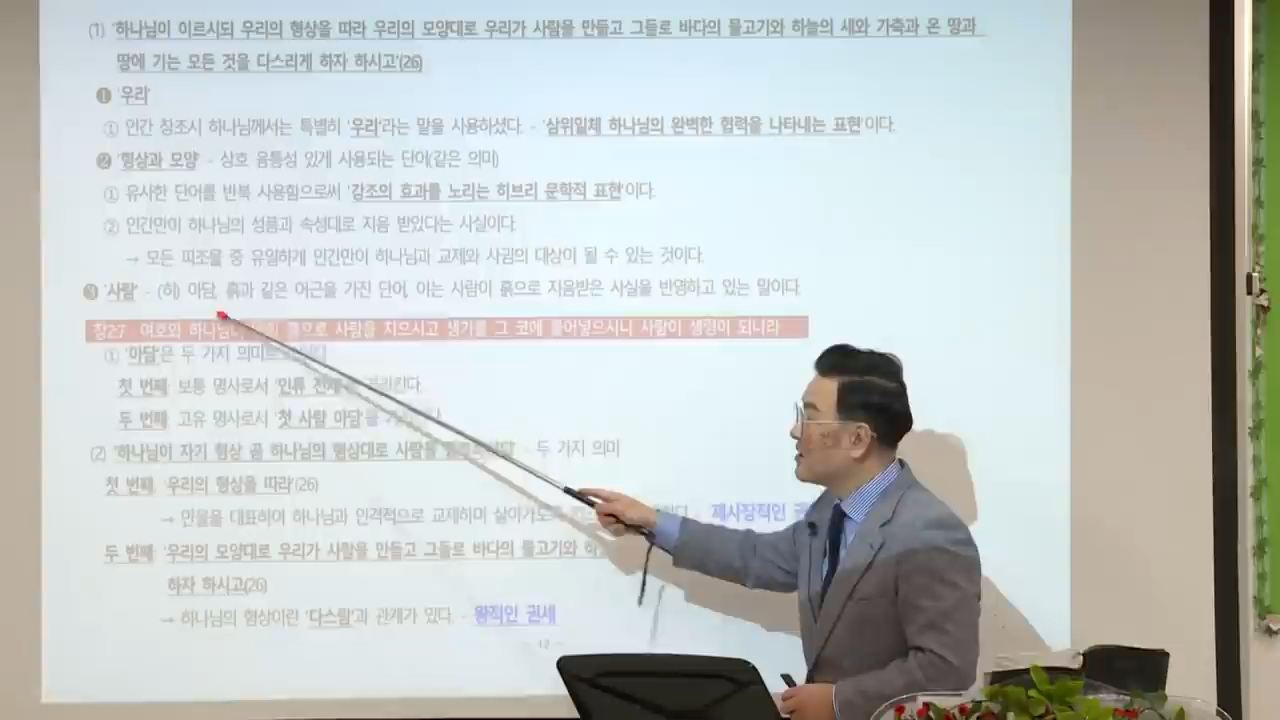 (1) '하나님이 이르시되 우리의 형상을 따라 우리의 모양대로 우리가 사람을 만들고 그들로 바다의 물고기와 하늘의 새와 가축과 온 땅과
땅에 기는 모든 것을 다스리게 하자 하시고'(26)
❶ '우리'
① 인간 창조시 하나님께서는 특별히 '우리'라는 말을 사용하셨다. - '삼위일체 하나님의 완벽한 협력을 나타내는 표현'이다.
❷ '형상과 모양' - 상호 융통성 있게 사용되는 단어(같은 의미)
① 유사한 단어를 반복 사용함으로써 '강조의 효과를 노리는 히브리 문학적 표현'이다.
② 인간만이 하나님의 성품과 속성대로 지음 받았다는 사실이다.
→ 모든 피조물 중 유일하게 인간만이 하나님과 교제와 사귐의 대상이 될 수 있는 것이다.
❸ '사람' - (히) 아담, 흙과 같은 어근을 가진 단어, 이는 사람이 흙으로 지음받은 사실을 반영하고 있는 말이다.
창2:7 여호와 하나님이 흙으로 사람을 지으시고 생기를 그 코에 불어넣으시니 사람이 생령이 되니라
① '아담'은 두 가지 의미로
첫 번째 보통 명사로서 '인류 전체
두 번째 고유 명사로서 '첫 사람 아담'을
(2) '하나님이 자기 형상 곧 하나님의 형상대로 사람을 - 두 가지 의미
첫 번째 '우리의 형상을 따라'(26)
→ 만물을 대표하여 하나님과 인격적으로 교제하며 살아가도록 - 제사장적인
두 번째 '우리의 모양대로 우리가 사람을 만들고 그들로 바다의 물고기와
하자 하시고(26)
→ 하나님의 형상이란 '다스림'과 관계가 있다. - 왕적인 권세
- 12 -